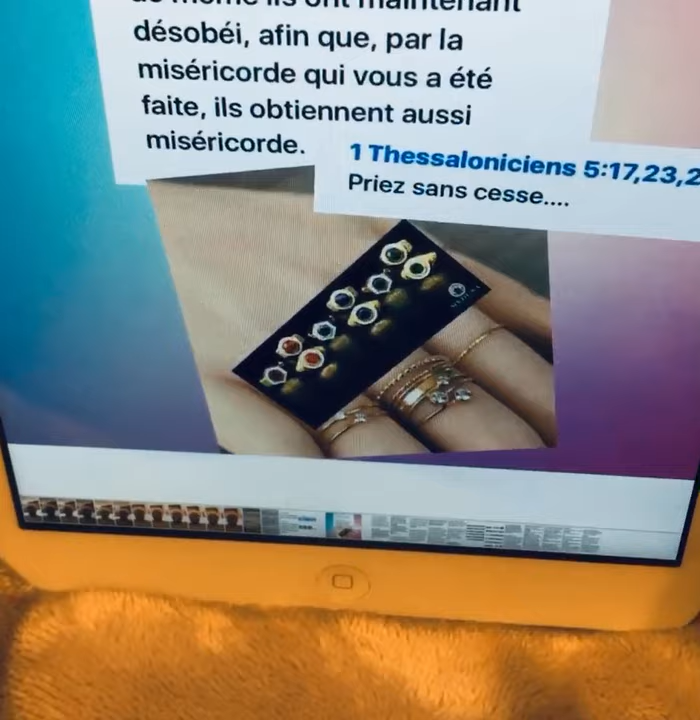 désobéi, afin que, par la
miséricorde qui vous a été
faite, ils obtiennent aussi
miséricorde.
1 Thessaloniciens 5:17,23,2
Priez sans cesse....